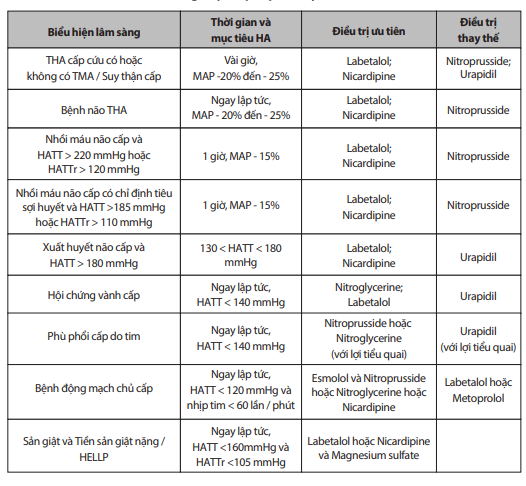 Biểu hiện lâm sàng
Thời gian và
mục tiêu HA
Điều trị ưu tiên
Điều trị
thay thế
THA cấp cứu có hoặc
không có TMA / Suy thận cấp
Vài giờ,
MAP -20% đến - 25%
Labetalol;
Nicardipine
Nitroprusside;
Urapidil
Bệnh não THA
Ngay lập tức,
MAP - 20% đến - 25%
Labetalol;
Nicardipine
Nitroprusside
Nhồi máu não cấp và
HATT > 220 mmHg hoặc
HATTr > 120 mmHg
1 giờ, MAP - 15%
Labetalol;
Nicardipine
Nitroprusside
Nhồi máu não cấp có chỉ định tiêu
sợi huyết và HATT >185 mmHg
hoặc HATTr > 110 mmHg
1 giờ, MAP - 15%
Labetalol;
Nicardipine
Nitroprusside
Xuất huyết não cấp và
HATT > 180 mmHg
130 < HATT < 180
mmHg
Labetalol;
Nicardipine
Urapidil
Hội chứng vành cấp
Ngay lập tức,
HATT < 140 mmHg
Nitroglycerine;
Labetalol
Urapidil
Phù phổi cấp do tim
Ngay lập tức,
HATT < 140 mmHg
Nitroprusside hoặc
Nitroglycerine
(với lợi tiểu quai)
Urapidil
(với lợi tiểu quai)
Bệnh động mạch chủ cấp
Ngay lập tức,
HATT < 120 mmHg và
nhịp tim < 60 lần / phút
Esmolol và Nitroprusside
hoặc Nitroglycerine hoặc
Nicardipine
Labetalol hoặc
Metoprolol
Sản giật và Tiền sản giật nặng /
HELLP
Ngay lập tức,
HATT <160mmHg và
HATTr <105 mmHg
Labetalol hoặc Nicardipine
và Magnesium sulfate